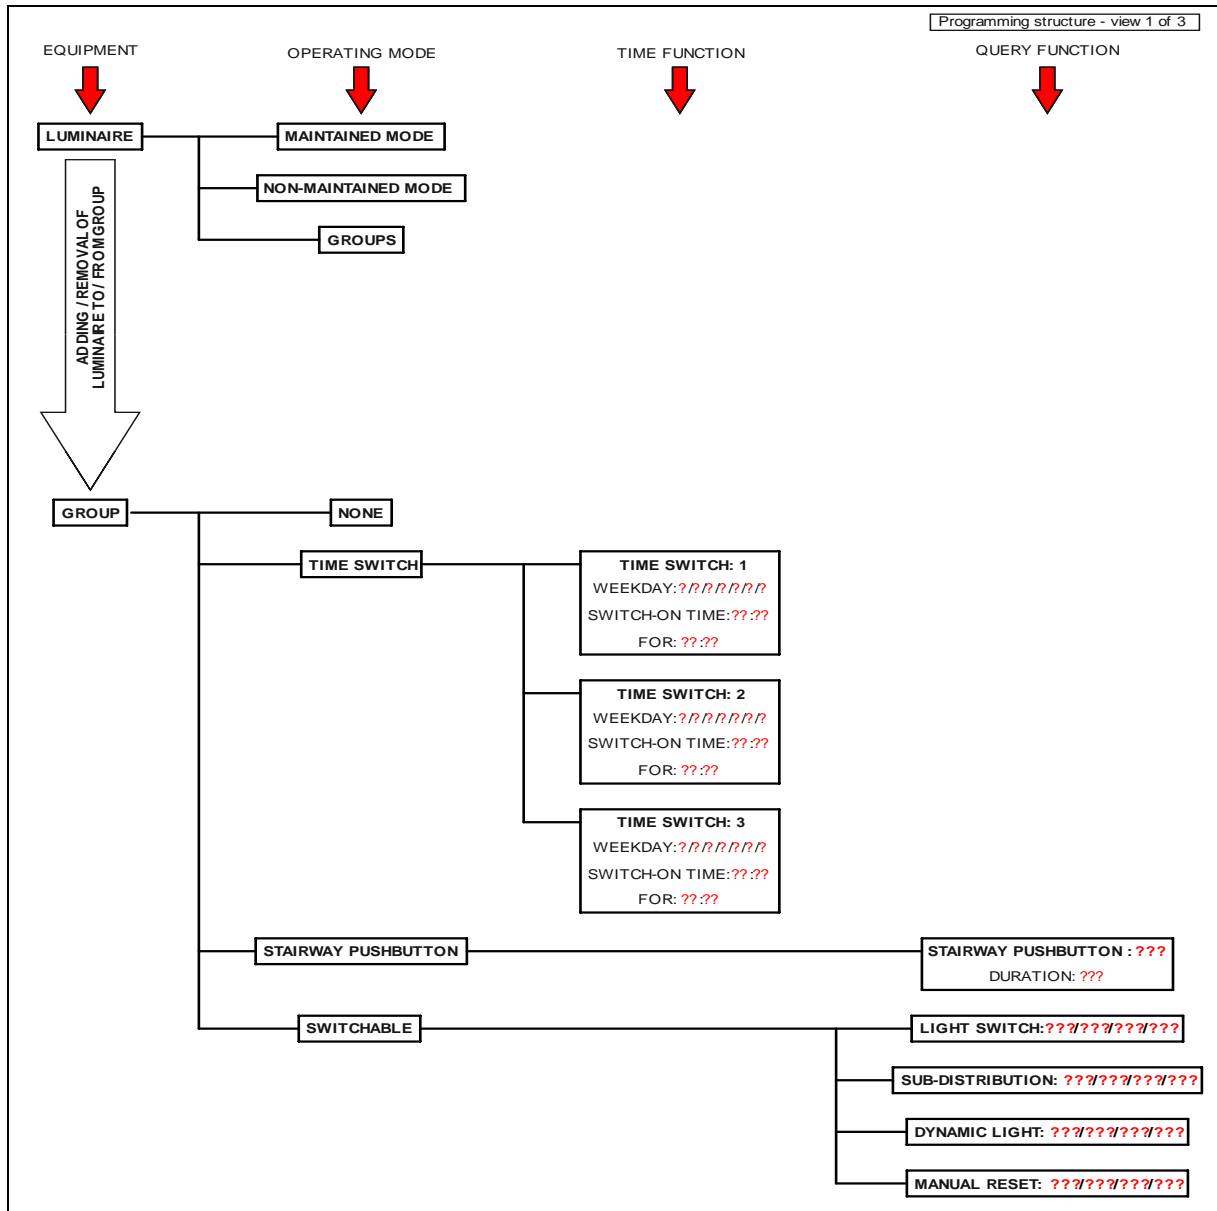 Programming structure - view 1 of 3
EQUIPMENT
OPERATING MODE
TIME FUNCTION
QUERY FUNCTION
LUMINAIRE
MAINTAINED MODE
NON-MAINTAINED MODE
GROUPS
ADDING / REMOVAL OF
LUMINAIRE TO / FROM GROUP
GROUP
NONE
TIME SWITCH
TIME SWITCH: 1
WEEKDAY: ?/?/?/?/?/?/?
SWITCH-ON TIME: ??:??
FOR: ??:??
TIME SWITCH: 2
WEEKDAY: ?/?/?/?/?/?/?
SWITCH-ON TIME: ??:??
FOR: ??:??
TIME SWITCH: 3
WEEKDAY: ?/?/?/?/?/?/?
SWITCH-ON TIME: ??:??
FOR: ??:??
STAIRWAY PUSHBUTTON
STAIRWAY PUSHBUTTON : ???
DURATION: ???
SWITCHABLE
LIGHT SWITCH: ???/???/???/???
SUB-DISTRIBUTION: ???/???/???/???
DYNAMIC LIGHT: ???/???/???/???
MANUAL RESET: ???/???/???/???